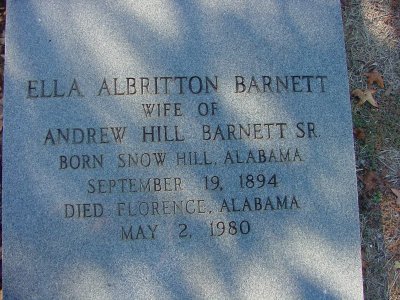 ELLA ALBRITTON BARNETT
WIFE OF
ANDREW HILL BARNETT SR
BORN SNOW HILL, ALABAMA
SEPTEMBER 19, 1894
DIED FLORENCE, ALABAMA
MAY 2, 1980